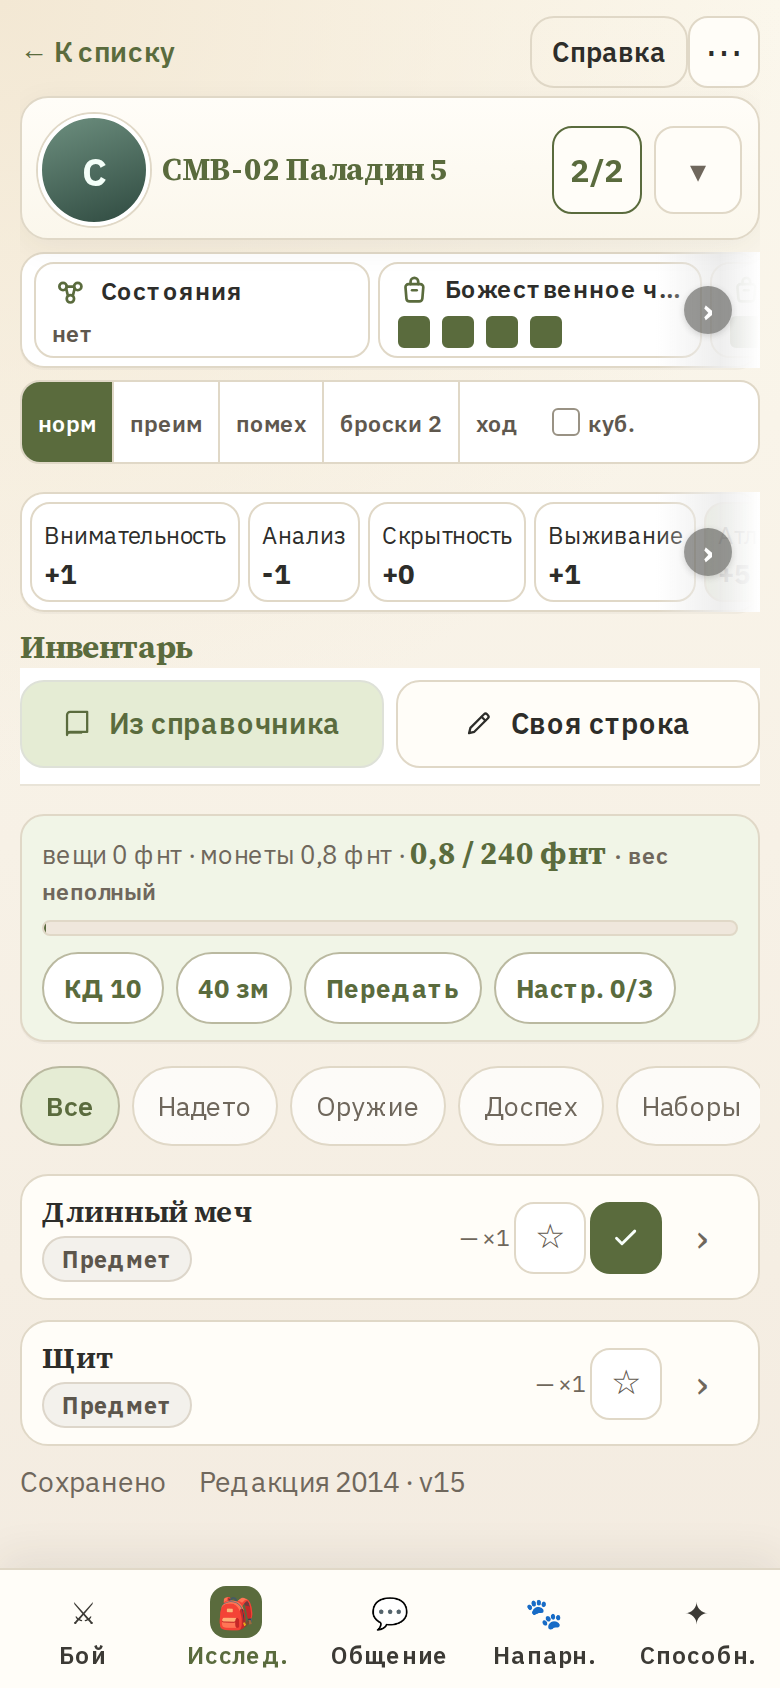 ← К списку
Справка
...
С
СМВ-02 Паладин 5
2/2
▼
Состояния
нет
Божественное ч...
›
норм
преим
помех
броски 2
ход
куб.
Внимательность
+1
Анализ
-1
Скрытность
+0
Выживание
+1
+5
›
Инвентарь
Из справочника
Своя строка
вещи 0 фнт · монеты 0,8 фнт · 0,8 / 240 фнт · вес
неполный
КД 10
40 зм
Передать
Настр. 0/3
Все
Надето
Оружие
Доспех
Наборы
Длинный меч
Предмет
— ×1
☆
✓
›
Щит
Предмет
— ×1
☆
›
Сохранено
Редакция 2014 · v15
Бой
Исслед.
Общение
Напарн.
Способн.